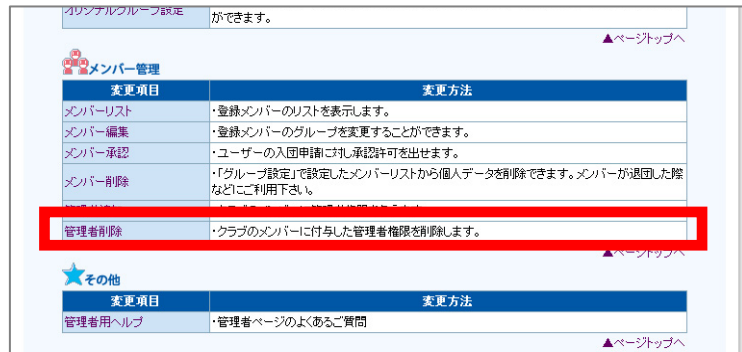 オリジナルグループ設定
ができます。
▲ページトップへ
メンバー管理
変更項目 変更方法
メンバーリスト ・登録メンバーのリストを表示します。
メンバー編集 ・登録メンバーのグループを変更することができます。
メンバー承認 ・ユーザーの入団申請に対し承認許可を出せます。
メンバー削除 ・「グループ設定」で設定したメンバーリストから個人データを削除できます。メンバーが退団した際
などにご利用下さい。
管理者削除 ・クラブのメンバーに付与した管理者権限を削除します。
▲ページトップへ
その他
変更項目 変更方法
管理者用ヘルプ ・管理者ページのよくあるご質問
▲ページトップへ